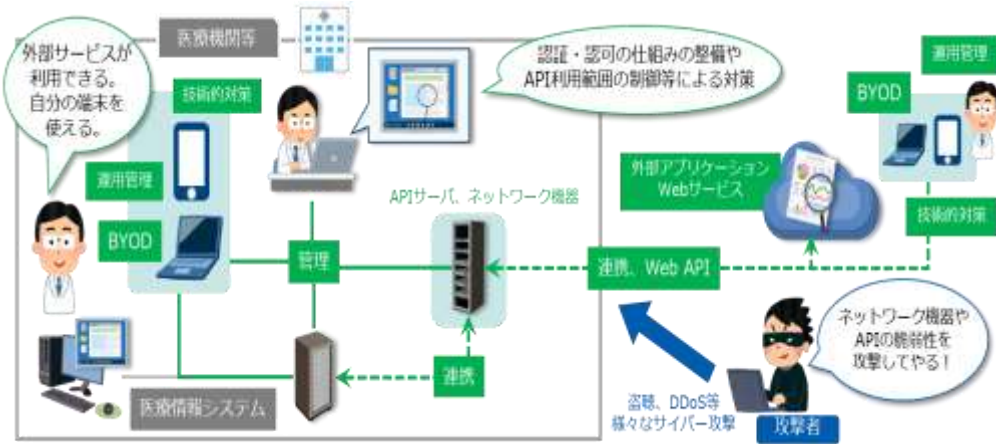 医療機関等
外部サービスが
利用できる。
自分の端末を
使える。
技術的対策
認証・認可の仕組みの整備や
API利用範囲の制御等による対策
運用管理
BYOD
外部アプリケーション
Webサービス
技術的対策
運用管理
BYOD
APIサーバ、ネットワーク機器
管理
連携、Web API
連携
医療情報システム
ネットワーク機器や
APIの脆弱性を
攻撃してやる！
盗聴、DDoS等
様々なサイバー攻撃
攻撃者